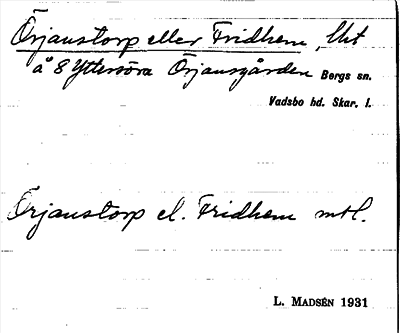 Örjanstorp eller Fridhem, lht
å 8 Yttersöra Örjansgården Bergs sn.
Vadsbo hd. Skar. l.
Örjanstorp el. Fridhem mtl.
L. MADSÉN 1931